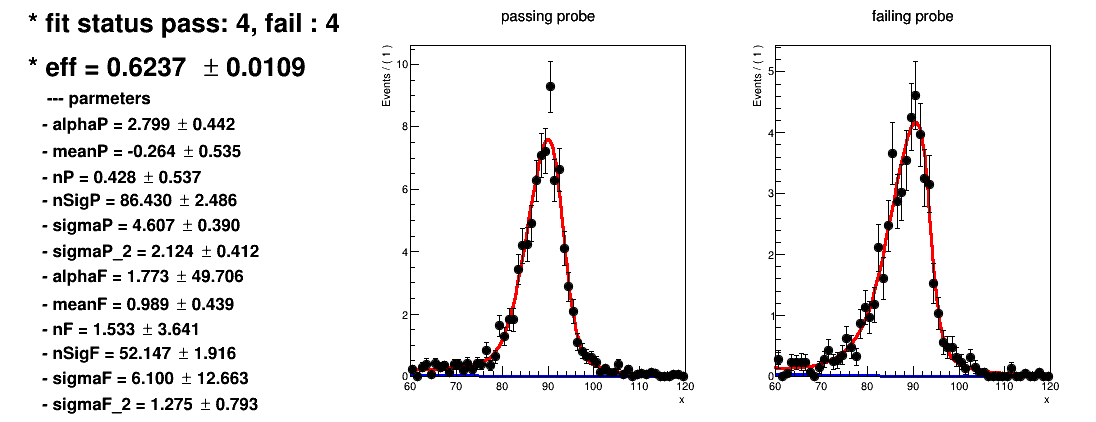 * fit status pass: 4, fail : 4
* eff = 0.6237 ± 0.0109
--- parmeters
- alphaP = 2.799 ± 0.442
- meanP = -0.264 ± 0.535
- nP = 0.428 ± 0.537
- nSigP = 86.430 ± 2.486
- sigmaP = 4.607 ± 0.390
- sigmaP_2 = 2.124 ± 0.412
- alphaF = 1.773 ± 49.706
- meanF = 0.989 ± 0.439
- nF = 1.533 ± 3.641
- nSigF = 52.147 ± 1.916
- sigmaF = 6.100 ± 12.663
- sigmaF_2 = 1.275 ± 0.793
passing probe
Events / ( 1 )
10
8
6
4
2
0
60 70 80 90 100 110 120
x
failing probe
Events / ( 1 )
5
4
3
2
1
0
60 70 80 90 100 110 120
x